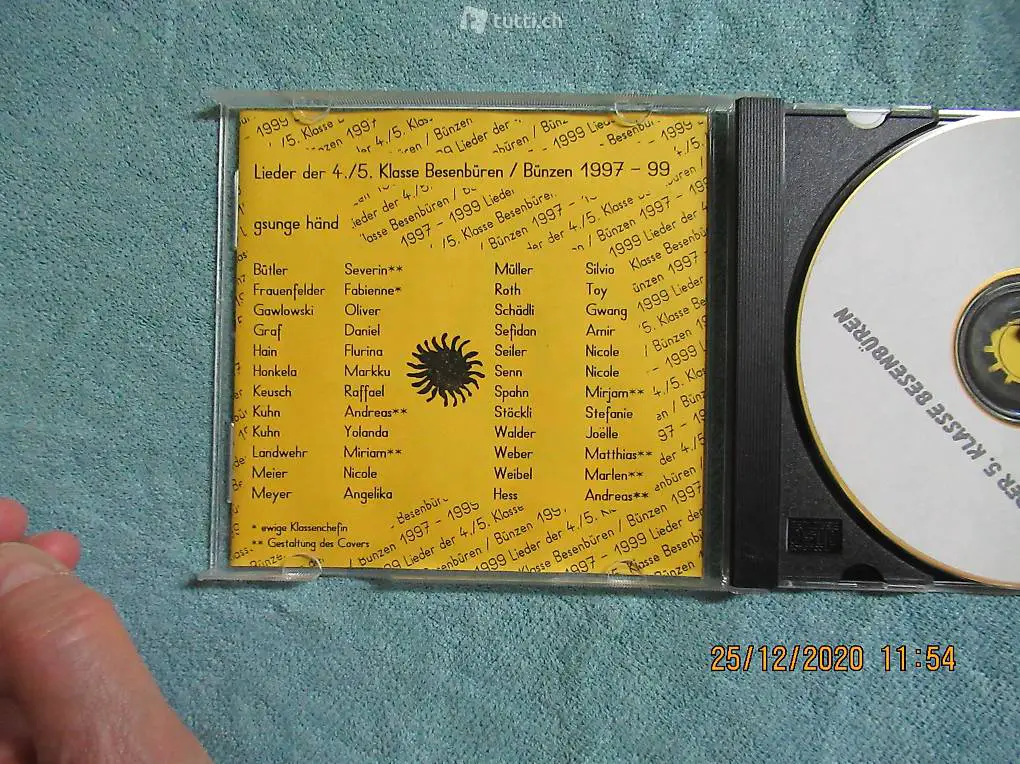 tutti.ch
Lieder der 4./5. Klasse Besenbüren / Bünzen 1997 - 99
gsunge händ
Bütler Severin** Müller Silvio
Frauenfelder Fabienne* Roth Toy
Gawlowski Oliver Schädli Gwang
Graf Daniel Sefidan Amir
Hain Flurina Seiler Nicole
Honkela Markku Senn Nicole
Keusch Raffael Spahn Mirjam**
Kuhn Andreas** Stöckli Stefanie
Kuhn Yolanda Walder Joëlle
Landwehr Miriam** Weber Matthias**
Meier Nicole Weibel Marlen**
Meyer Angelika Hess Andreas**
* ewige Klassenchefin
** Gestaltung des Covers
5. KLASSE BESENBÜREN
25/12/2020 11:54